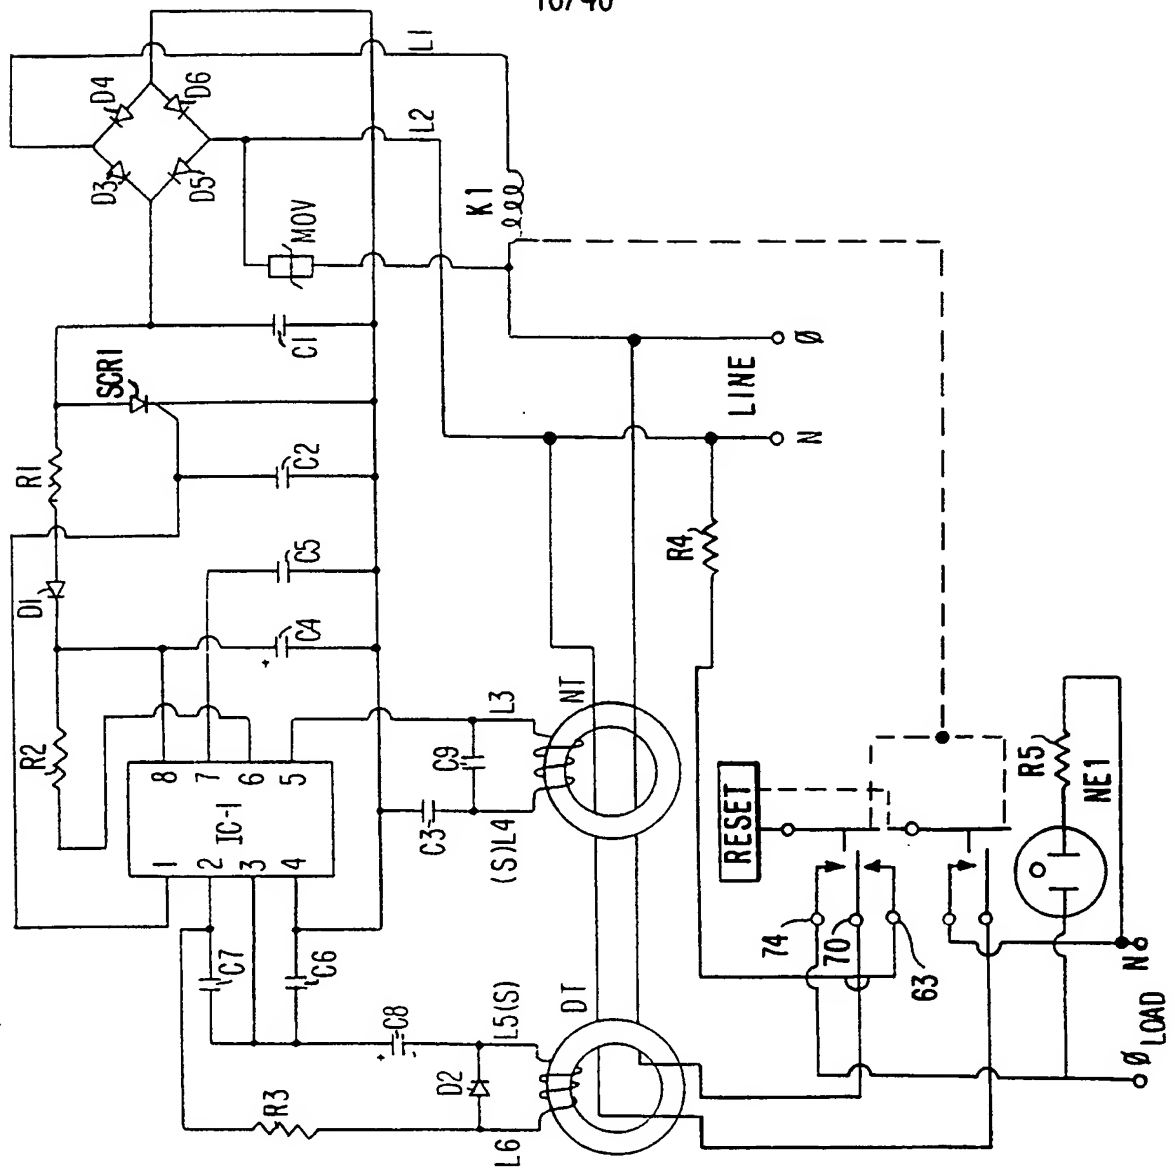 10/40
L1
D4
D6
D3
D5
L2
K1
MOV
SCR1
C1
R1
C2
LINE
Ø
N
D1
C5
C4
R4
R2
IC-1
8
7
6
5
1
2
3
4
L3
NT
C9
C3
(S)L4
RESET
R5
NE1
74
70
63
C7
C6
C8
L5(S)
DT
D2
R3
L6
N
Ø
LOAD